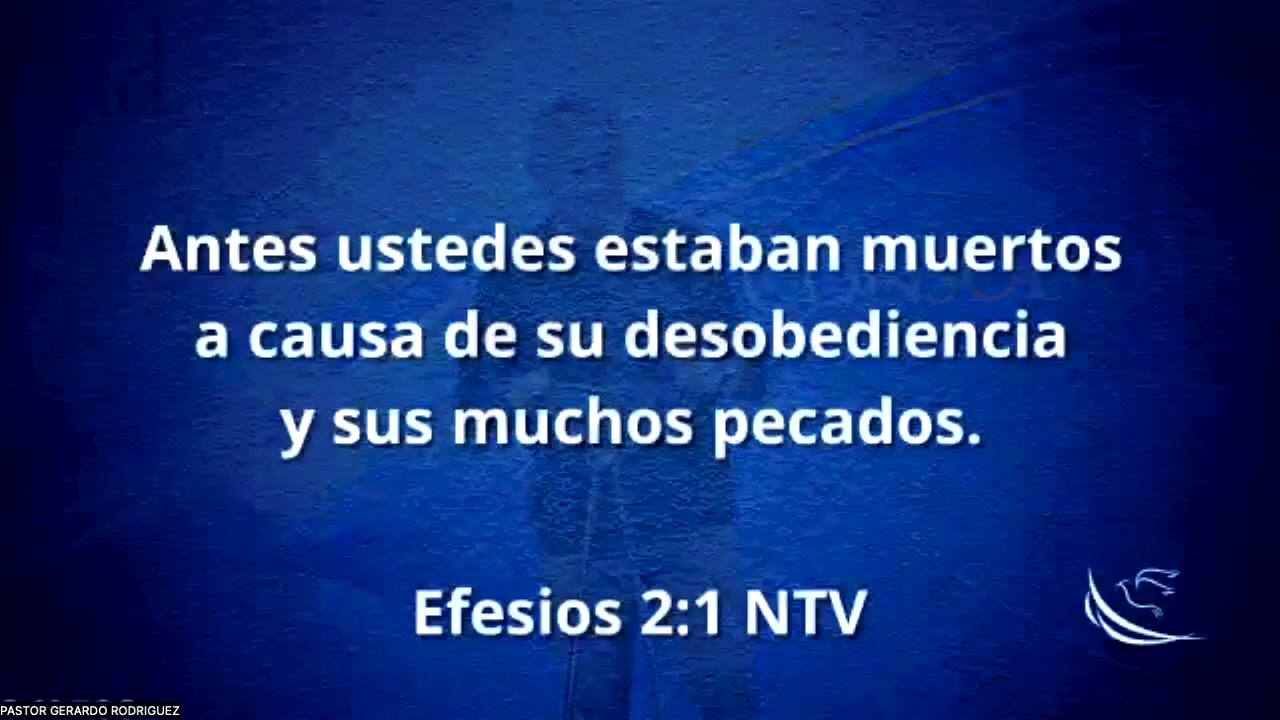 Antes ustedes estaban muertos
a causa de su desobediencia
y sus muchos pecados.
Efesios 2:1 NTV
PASTOR GERARDO RODRIGUEZ